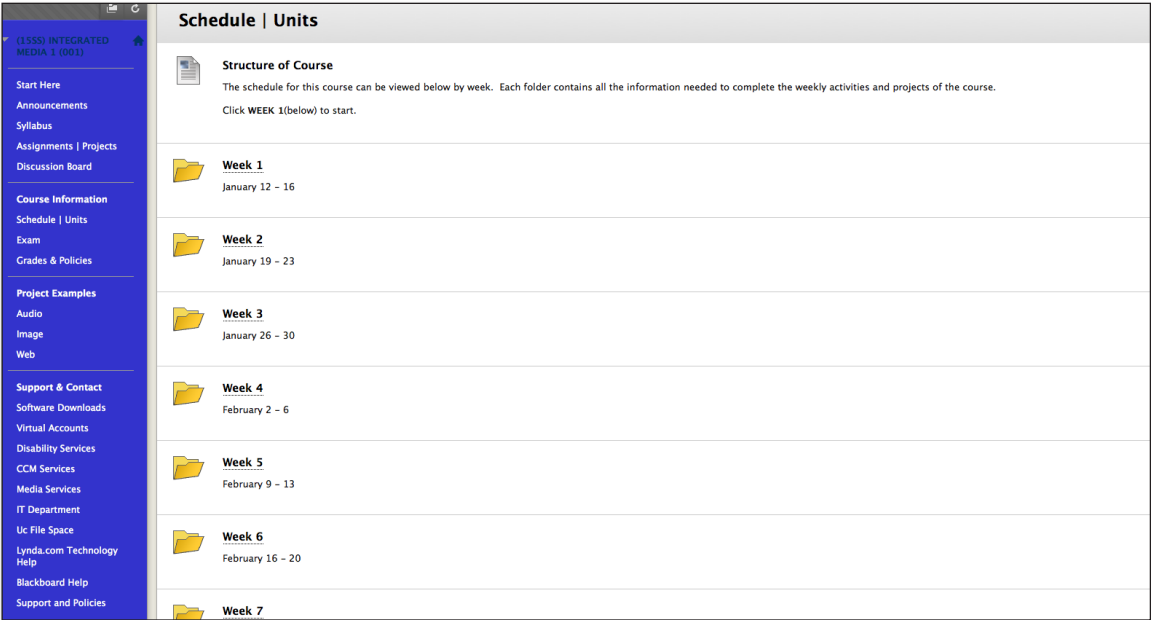 (15SS) INTEGRATED
MEDIA 1 (001)
Start Here
Announcements
Syllabus
Assignments | Projects
Discussion Board
Course Information
Schedule | Units
Exam
Grades & Policies
Project Examples
Audio
Image
Web
Support & Contact
Software Downloads
Virtual Accounts
Disability Services
CCM Services
Media Services
IT Department
Uc File Space
Lynda.com Technology
Help
Blackboard Help
Support and Policies
Schedule | Units
Structure of Course
The schedule for this course can be viewed below by week. Each folder contains all the information needed to complete the weekly activities and projects of the course.
Click WEEK 1(below) to start.
Week 1
January 12 - 16
Week 2
January 19 - 23
Week 3
January 26 - 30
Week 4
February 2 - 6
Week 5
February 9 - 13
Week 6
February 16 - 20
Week 7